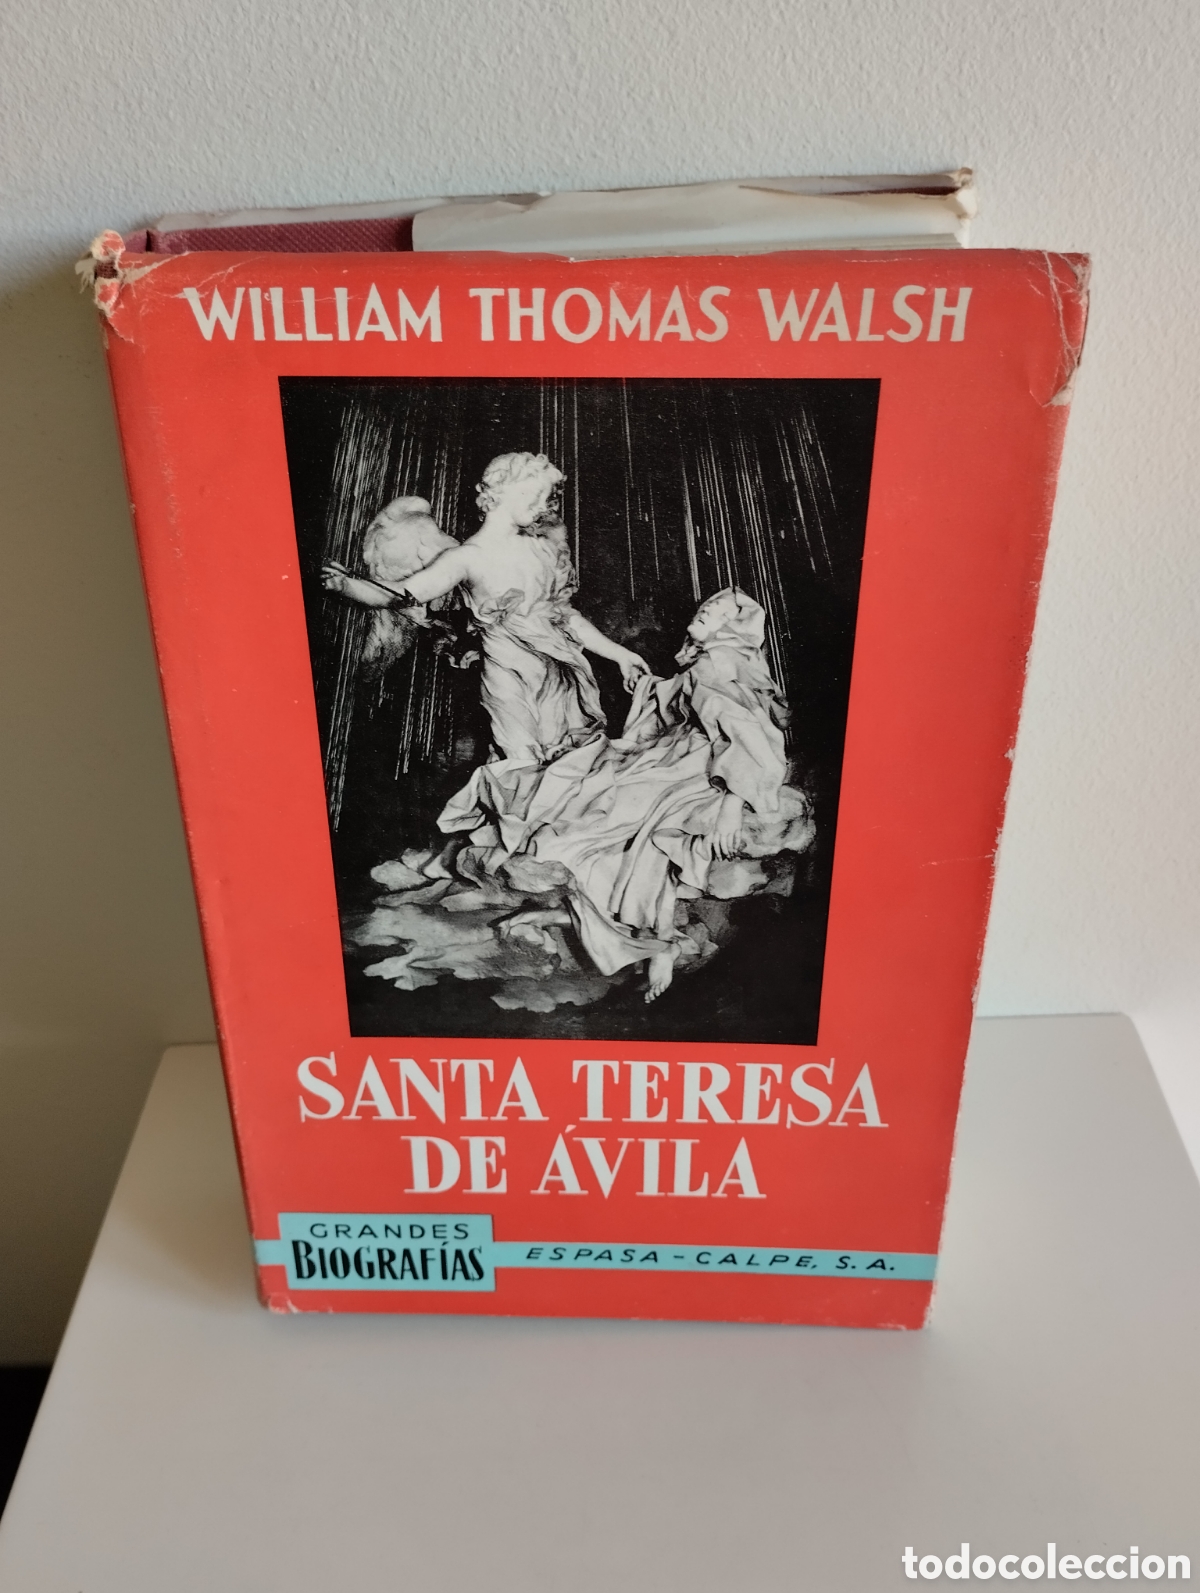 WILLIAM THOMAS WALSH
SANTA TERESA
DE ÁVILA
GRANDES
BIOGRAFÍAS
ESPASA - CALPE, S. A.
todocoleccion